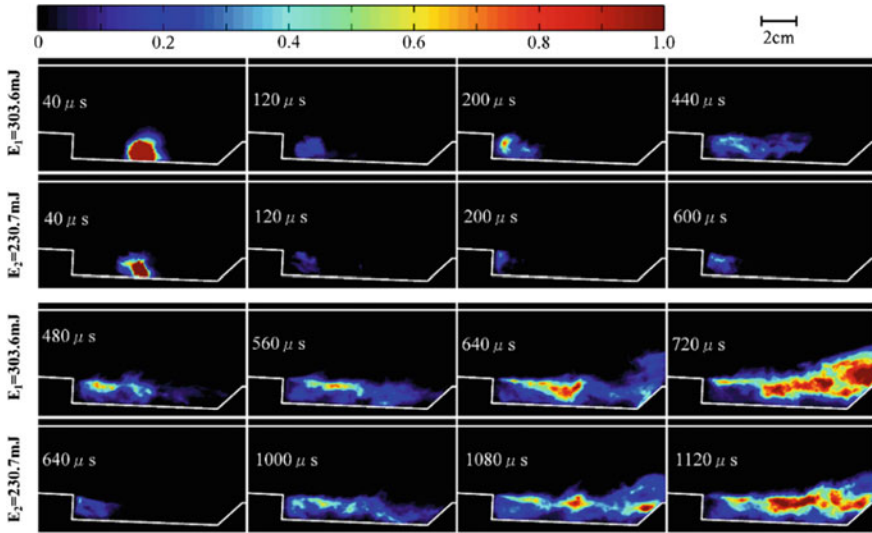 0 0.2 0.4 0.6 0.8 1.0
2cm
E₁=303.6mJ
40 μ s 120 μ s 200 μ s 440 μ s
E₂=230.7mJ
40 μ s 120 μ s 200 μ s 600 μ s
E₁=303.6mJ
480 μ s 560 μ s 640 μ s 720 μ s
E₂=230.7mJ
640 μ s 1000 μ s 1080 μ s 1120 μ s